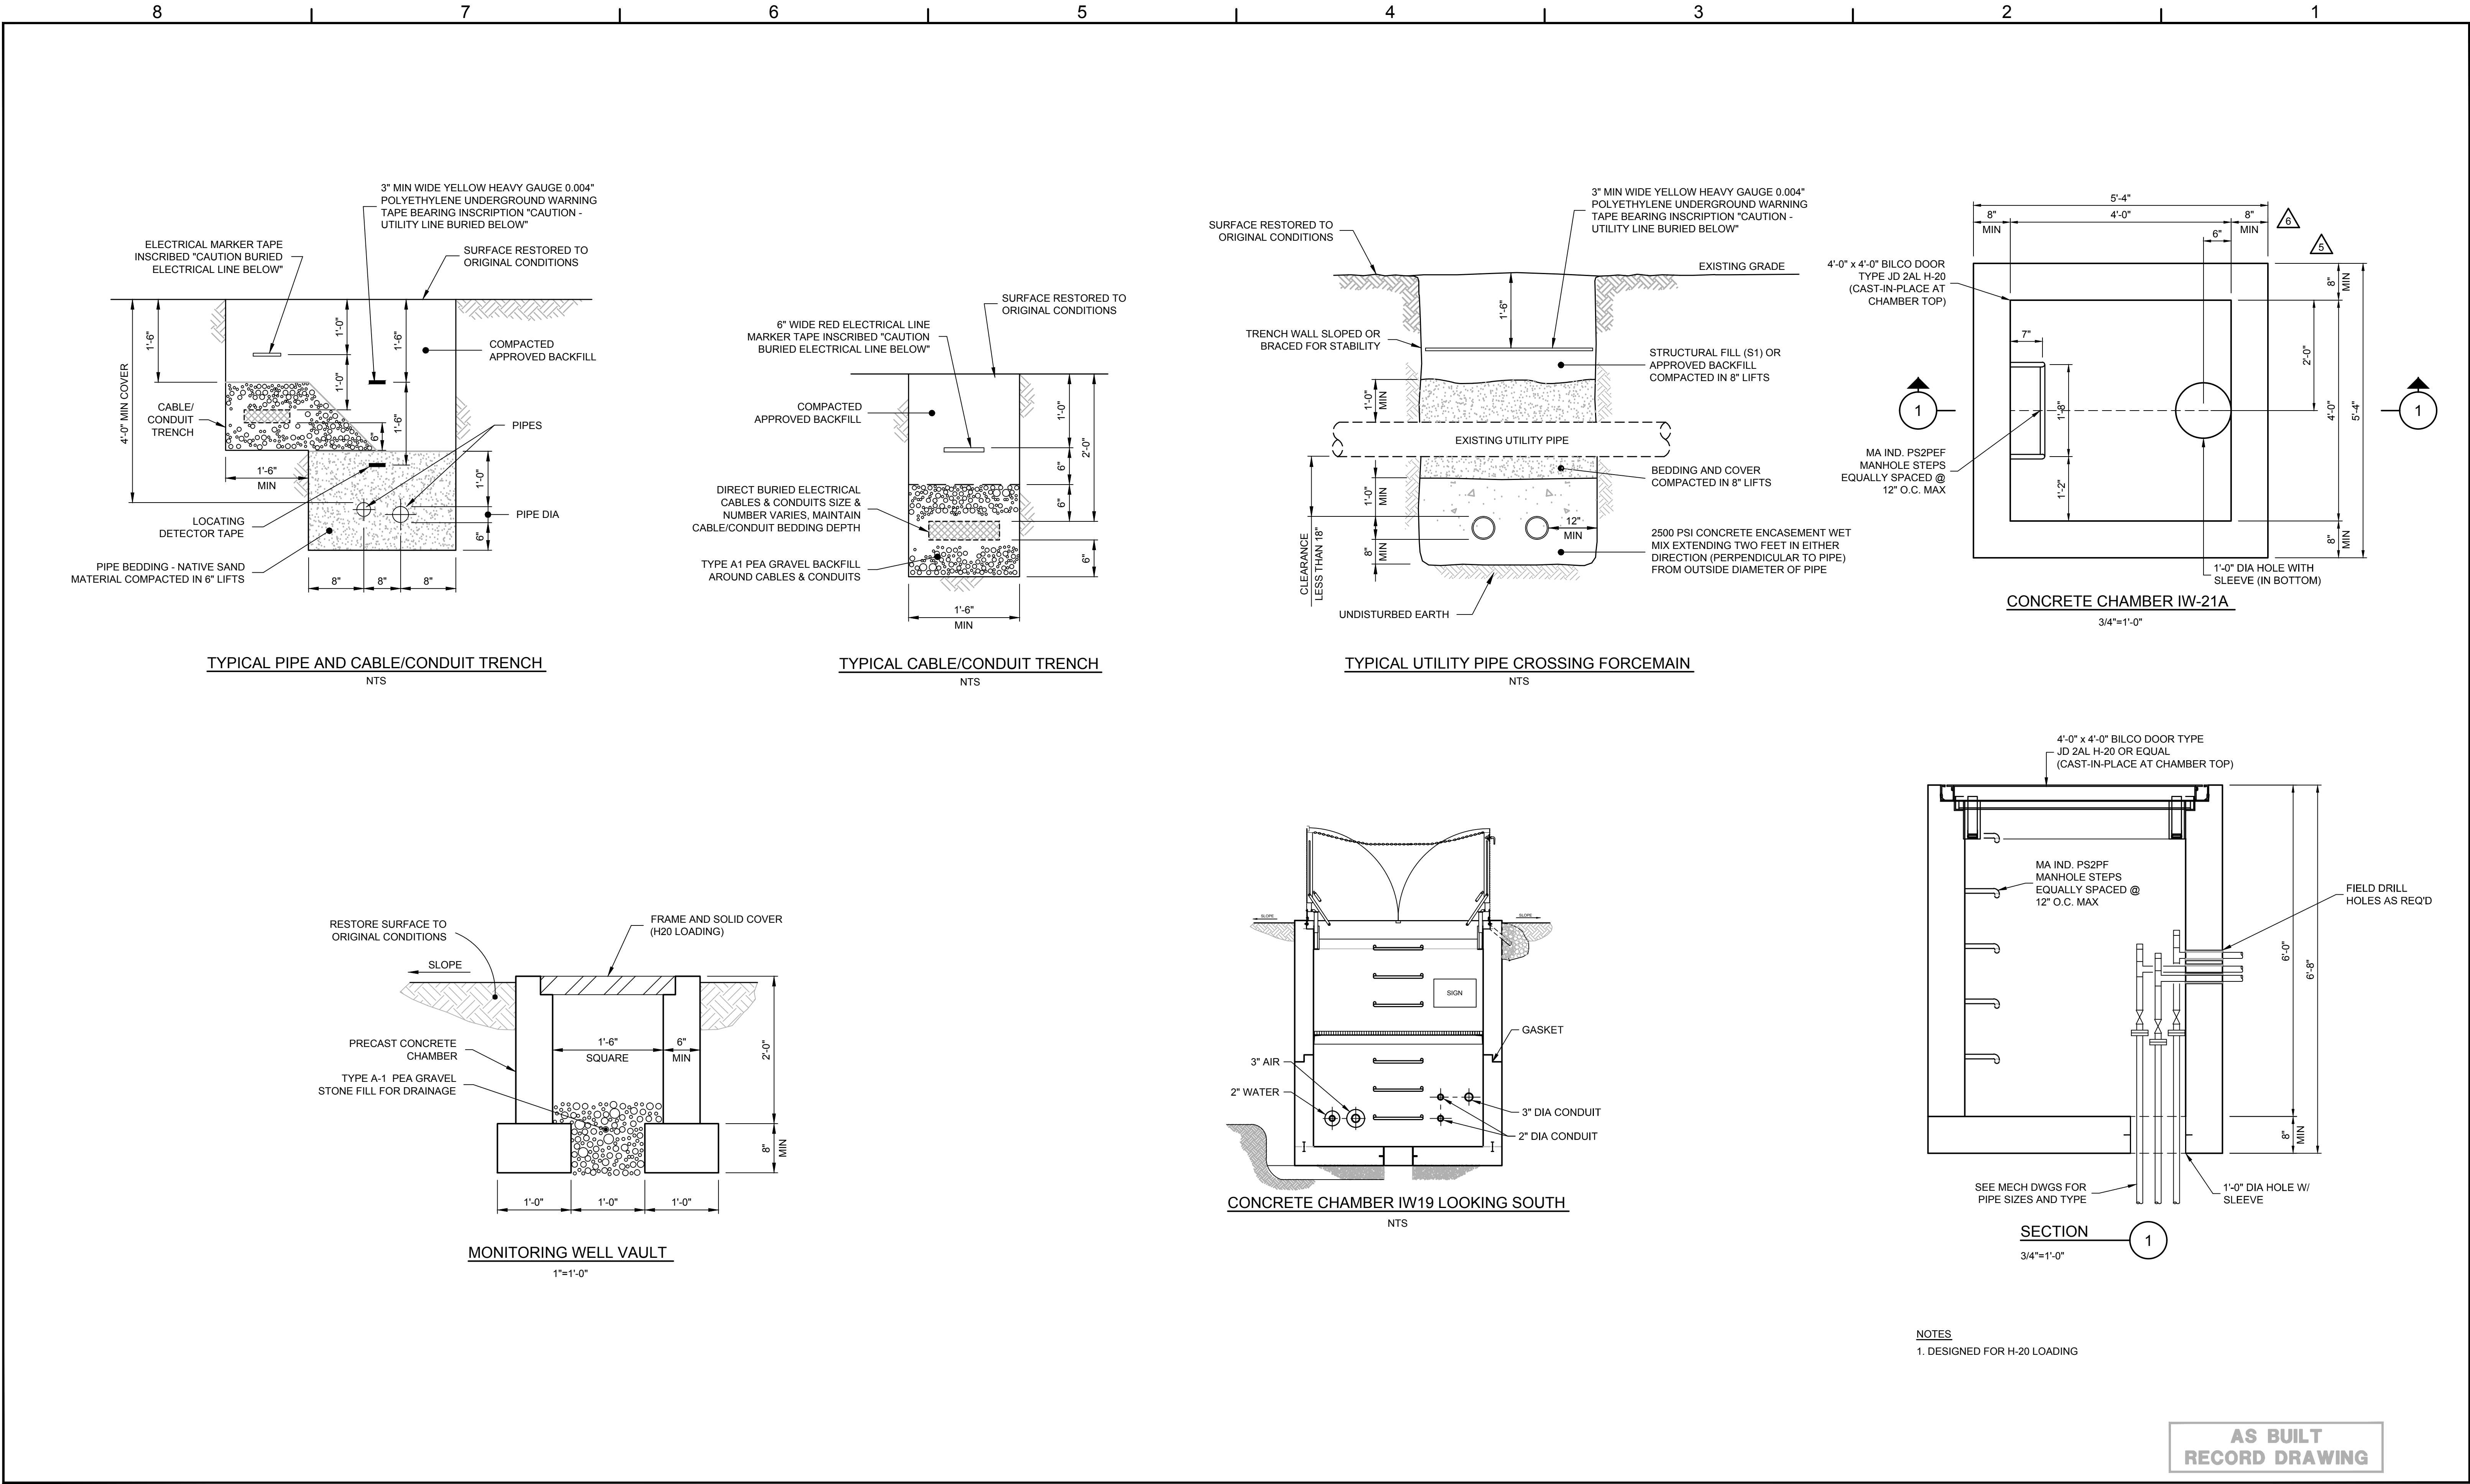 8 7 6 5 4 3 2 1
3" MIN WIDE YELLOW HEAVY GAUGE 0.004"
POLYETHYLENE UNDERGROUND WARNING
TAPE BEARING INSCRIPTION "CAUTION -
UTILITY LINE BURIED BELOW"
ELECTRICAL MARKER TAPE
INSCRIBED "CAUTION BURIED
ELECTRICAL LINE BELOW"
SURFACE RESTORED TO
ORIGINAL CONDITIONS
4'-0" MIN COVER
1'-6"
1'-0"
1'-0"
1'-6"
1'-6"
6"
COMPACTED
APPROVED BACKFILL
CABLE/
CONDUIT
TRENCH
PIPES
1'-6"
MIN
1'-0"
PIPE DIA
6"
LOCATING
DETECTOR TAPE
PIPE BEDDING - NATIVE SAND
MATERIAL COMPACTED IN 6" LIFTS
8"
8"
8"
TYPICAL PIPE AND CABLE/CONDUIT TRENCH
NTS
SURFACE RESTORED TO
ORIGINAL CONDITIONS
6" WIDE RED ELECTRICAL LINE
MARKER TAPE INSCRIBED "CAUTION
BURIED ELECTRICAL LINE BELOW"
COMPACTED
APPROVED BACKFILL
1'-0"
2'-0"
6"
6"
6"
DIRECT BURIED ELECTRICAL
CABLES & CONDUITS SIZE &
NUMBER VARIES, MAINTAIN
CABLE/CONDUIT BEDDING DEPTH
TYPE A1 PEA GRAVEL BACKFILL
AROUND CABLES & CONDUITS
1'-6"
MIN
TYPICAL CABLE/CONDUIT TRENCH
NTS
3" MIN WIDE YELLOW HEAVY GAUGE 0.004"
POLYETHYLENE UNDERGROUND WARNING
TAPE BEARING INSCRIPTION "CAUTION -
UTILITY LINE BURIED BELOW"
SURFACE RESTORED TO
ORIGINAL CONDITIONS
EXISTING GRADE
1'-6"
TRENCH WALL SLOPED OR
BRACED FOR STABILITY
STRUCTURAL FILL (S1) OR
APPROVED BACKFILL
COMPACTED IN 8" LIFTS
1'-0"
MIN
EXISTING UTILITY PIPE
BEDDING AND COVER
COMPACTED IN 8" LIFTS
1'-0"
MIN
12"
MIN
8"
MIN
CLEARANCE
LESS THAN 18"
2500 PSI CONCRETE ENCASEMENT WET
MIX EXTENDING TWO FEET IN EITHER
DIRECTION (PERPENDICULAR TO PIPE)
FROM OUTSIDE DIAMETER OF PIPE
UNDISTURBED EARTH
TYPICAL UTILITY PIPE CROSSING FORCEMAIN
NTS
5'-4"
8"
MIN
4'-0"
8"
MIN
6"
6
5
4'-0" x 4'-0" BILCO DOOR
TYPE JD 2AL H-20
(CAST-IN-PLACE AT
CHAMBER TOP)
7"
8"
MIN
2'-0"
4'-0"
5'-4"
1'-8"
1'-2"
8"
MIN
1
1
MA IND. PS2PEF
MANHOLE STEPS
EQUALLY SPACED @
12" O.C. MAX
1'-0" DIA HOLE WITH
SLEEVE (IN BOTTOM)
CONCRETE CHAMBER IW-21A
3/4"=1'-0"
RESTORE SURFACE TO
ORIGINAL CONDITIONS
FRAME AND SOLID COVER
(H20 LOADING)
SLOPE
PRECAST CONCRETE
CHAMBER
1'-6"
SQUARE
6"
MIN
2'-0"
TYPE A-1 PEA GRAVEL
STONE FILL FOR DRAINAGE
8"
MIN
1'-0"
1'-0"
1'-0"
MONITORING WELL VAULT
1"=1'-0"
SLOPE
SLOPE
SIGN
GASKET
3" AIR
2" WATER
3" DIA CONDUIT
2" DIA CONDUIT
CONCRETE CHAMBER IW19 LOOKING SOUTH
NTS
4'-0" x 4'-0" BILCO DOOR TYPE
JD 2AL H-20 OR EQUAL
(CAST-IN-PLACE AT CHAMBER TOP)
MA IND. PS2PF
MANHOLE STEPS
EQUALLY SPACED @
12" O.C. MAX
FIELD DRILL
HOLES AS REQ'D
6'-0"
6'-8"
8"
MIN
SEE MECH DWGS FOR
PIPE SIZES AND TYPE
1'-0" DIA HOLE W/
SLEEVE
SECTION
1
3/4"=1'-0"
NOTES
1. DESIGNED FOR H-20 LOADING
AS BUILT
RECORD DRAWING